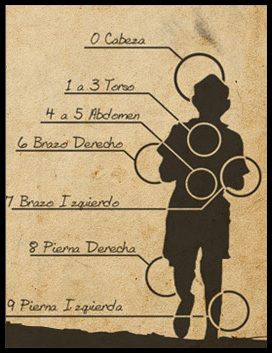 0 Cabeza
1 a 3 Torso
4 a 5 Abdomen
6 Brazo Derecho
7 Brazo Izquierdo
8 Pierna Derecha
9 Pierna Izquierda